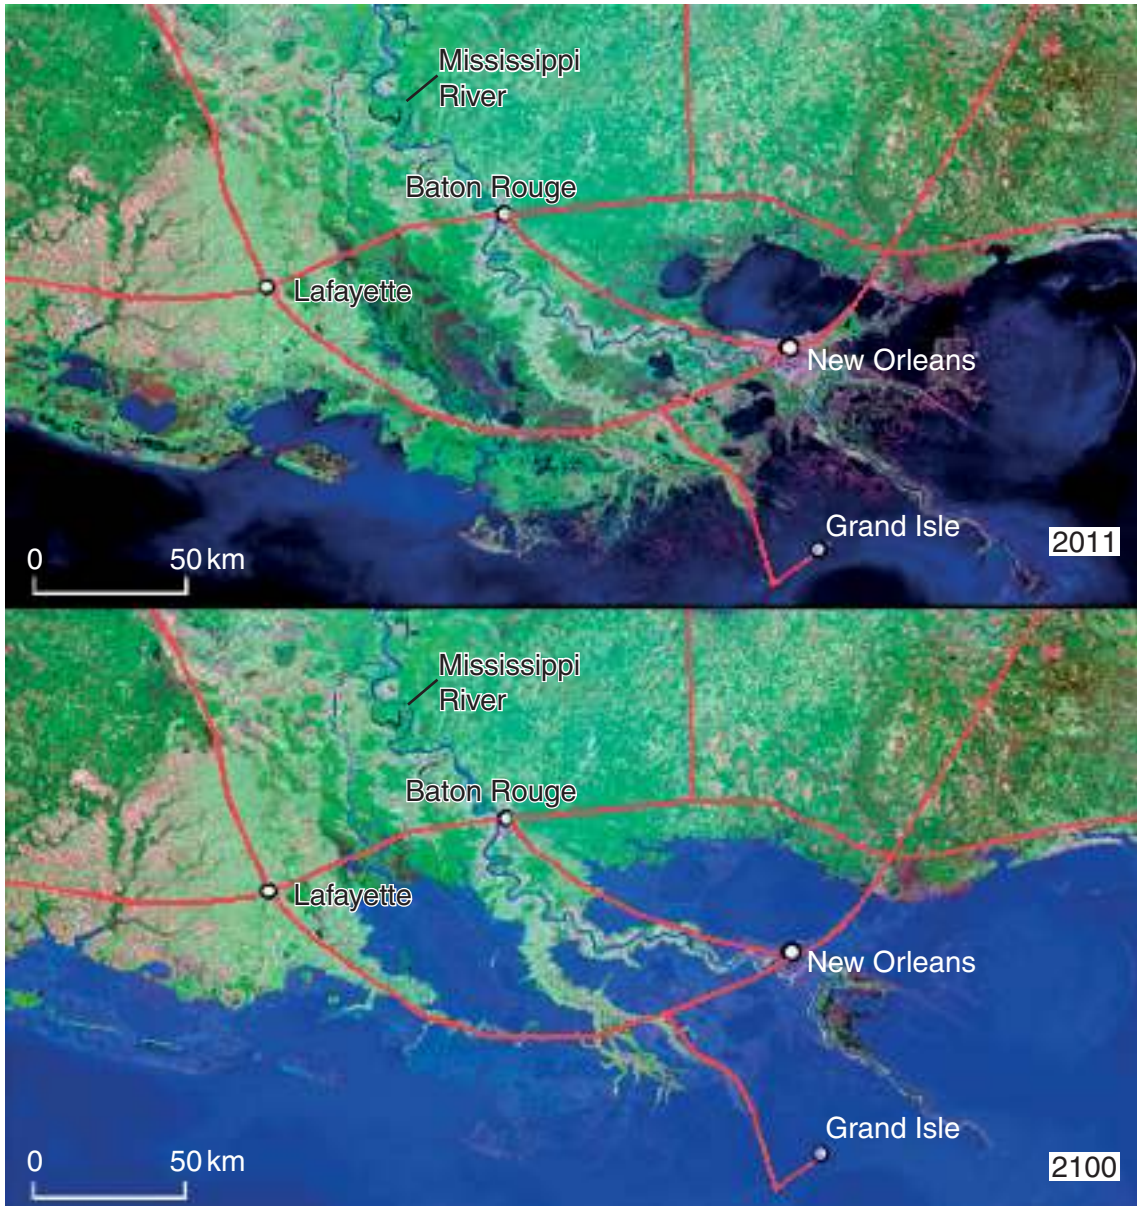 Mississippi
River
Baton Rouge
Lafayette
New Orleans
Grand Isle
2011
0 50 km
Mississippi
River
Baton Rouge
Lafayette
New Orleans
Grand Isle
2100
0 50 km